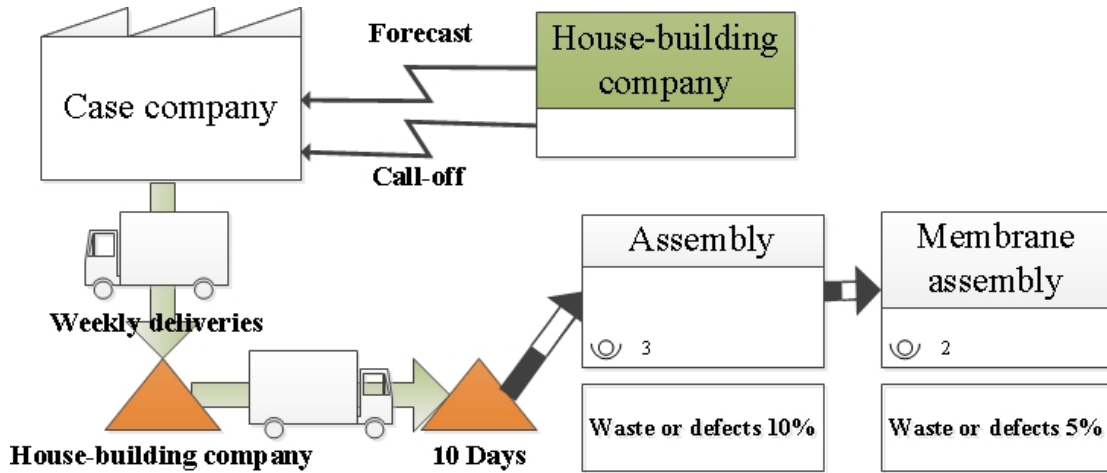 Forecast
House-building
company
Case company
Call-off
Assembly
Membrane
assembly
Weekly deliveries
3
2
Waste or defects 10%
Waste or defects 5%
House-building company
10 Days